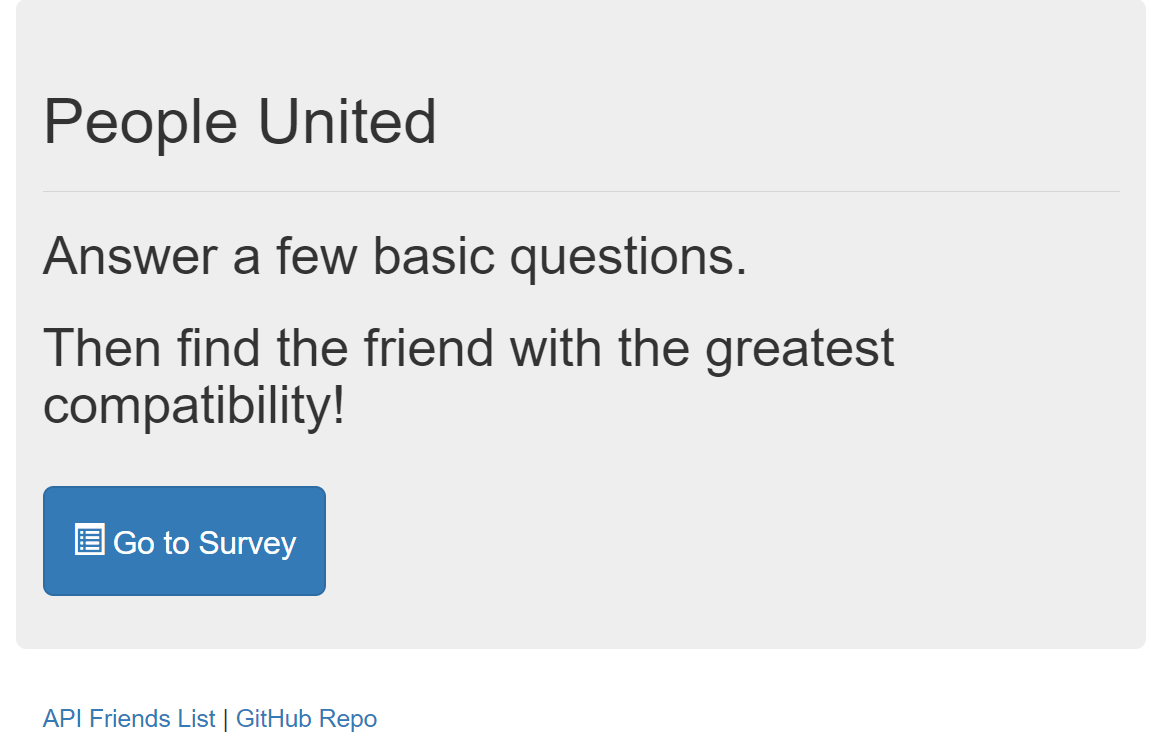 People United
Answer a few basic questions.
Then find the friend with the greatest
compatibility!
Go to Survey
API Friends List | GitHub Repo